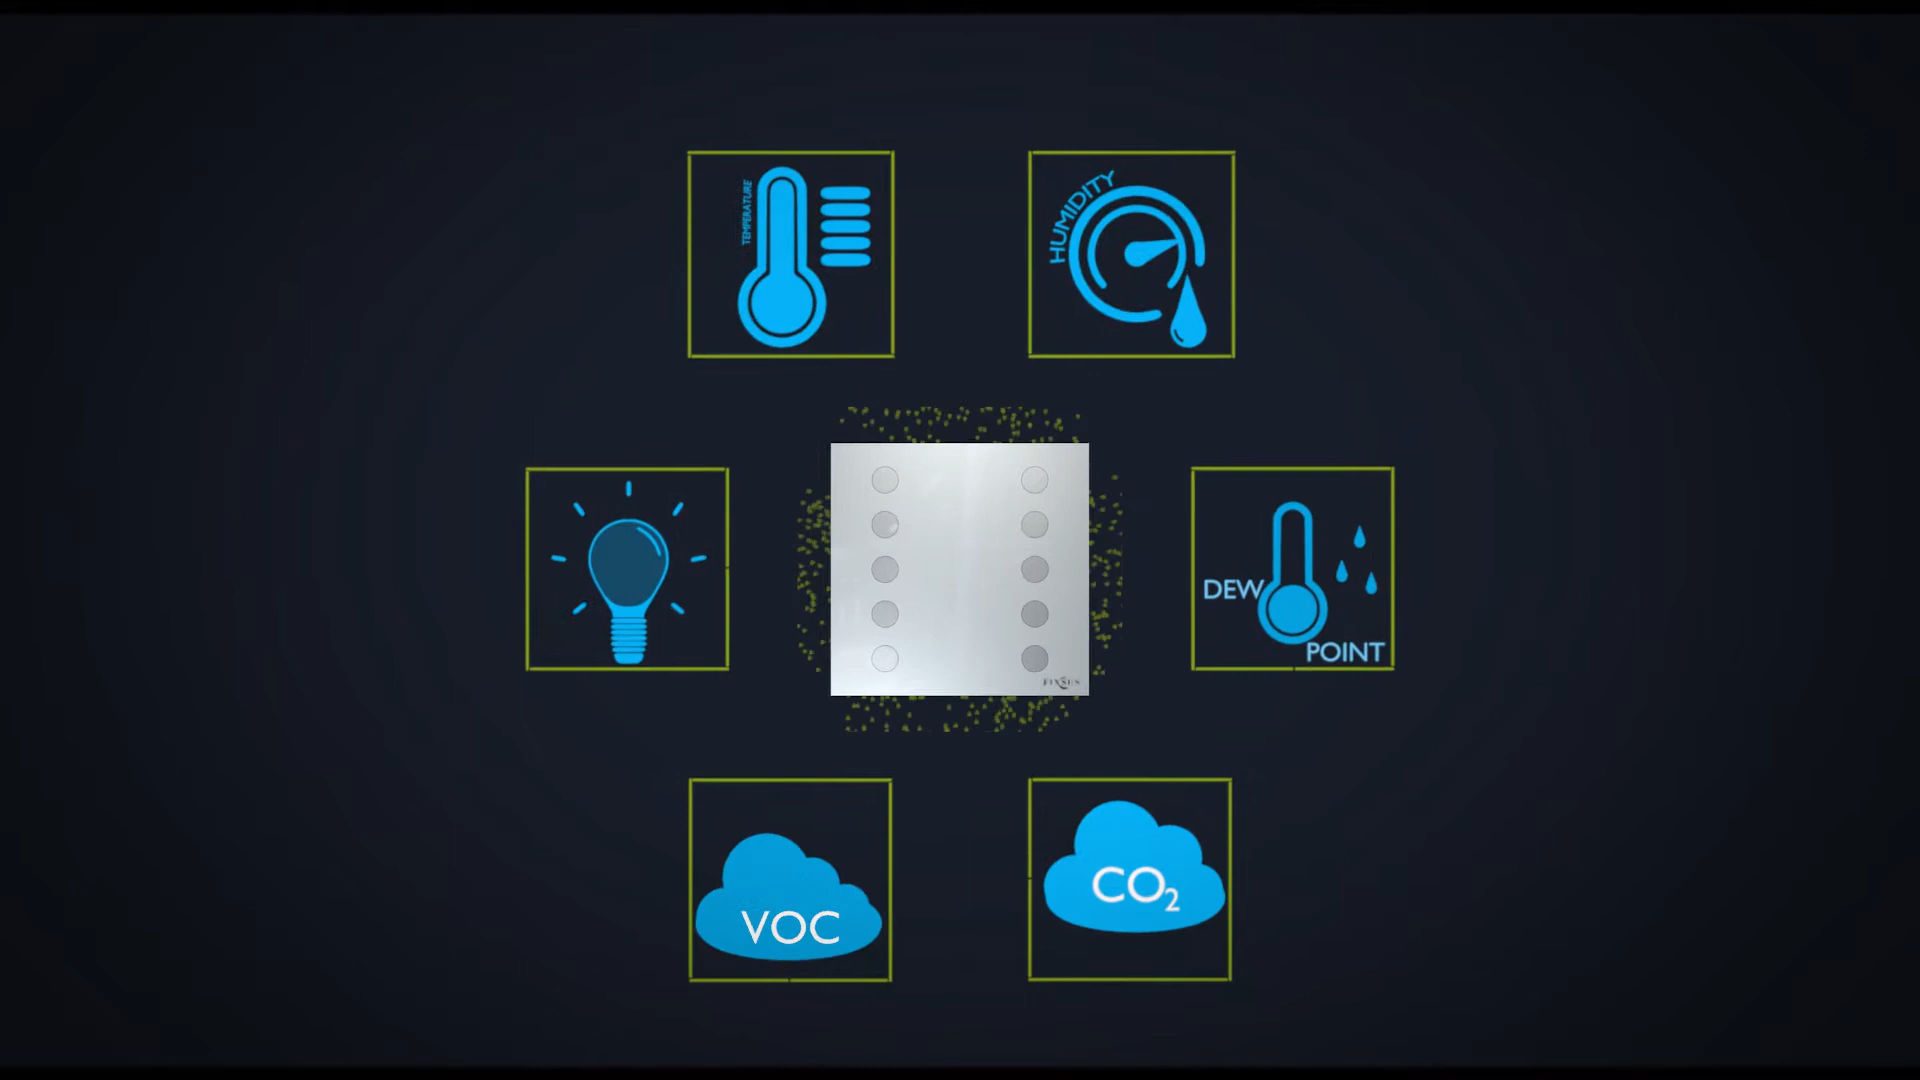 TEMPERATURE
HUMIDITY
DEW
POINT
VOC
CO₂